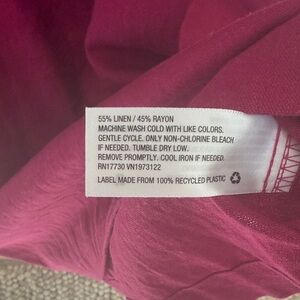 55% LINEN / 45% RAYON
MACHINE WASH COLD WITH LIKE COLORS.
GENTLE CYCLE. ONLY NON-CHLORINE BLEACH
IF NEEDED. TUMBLE DRY LOW.
REMOVE PROMPTLY. COOL IRON IF NEEDED.
RN17730 VN1973122
LABEL MADE FROM 100% RECYCLED PLASTIC